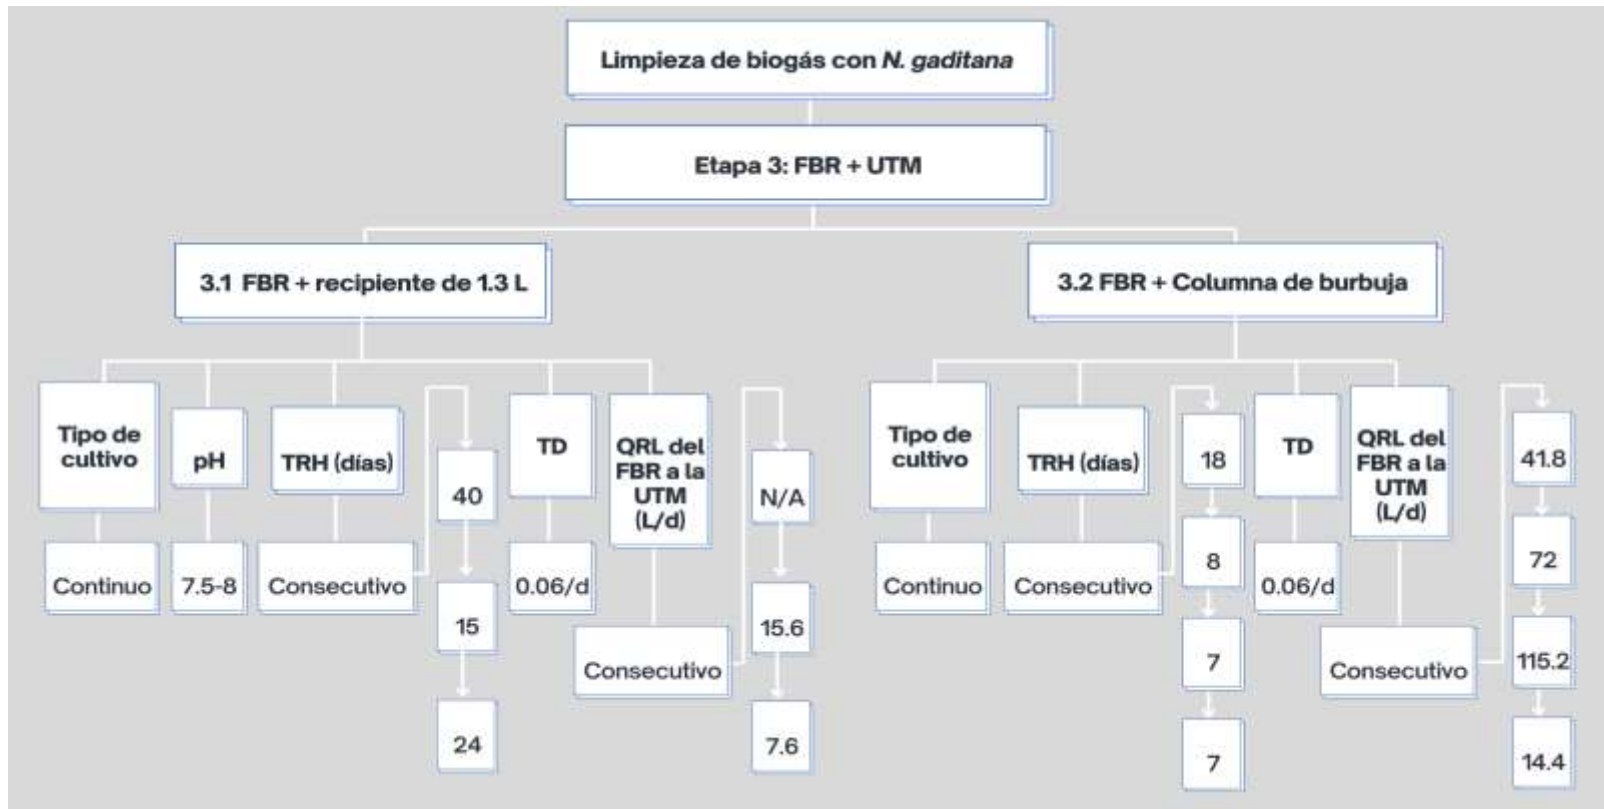 Limpieza de biogás con N. gaditana
Etapa 3: FBR + UTM
3.1 FBR + recipiente de 1.3 L
Tipo de
cultivo
Continuo
pH
7.5-8
TRH (días)
Consecutivo
40
15
24
TD
0.06/d
QRL del
FBR a la
UTM
(L/d)
Consecutivo
N/A
15.6
7.6
3.2 FBR + Columna de burbuja
Tipo de
cultivo
Continuo
TRH (días)
Consecutivo
18
8
7
7
TD
0.06/d
QRL del
FBR a la
UTM
(L/d)
Consecutivo
41.8
72
115.2
14.4